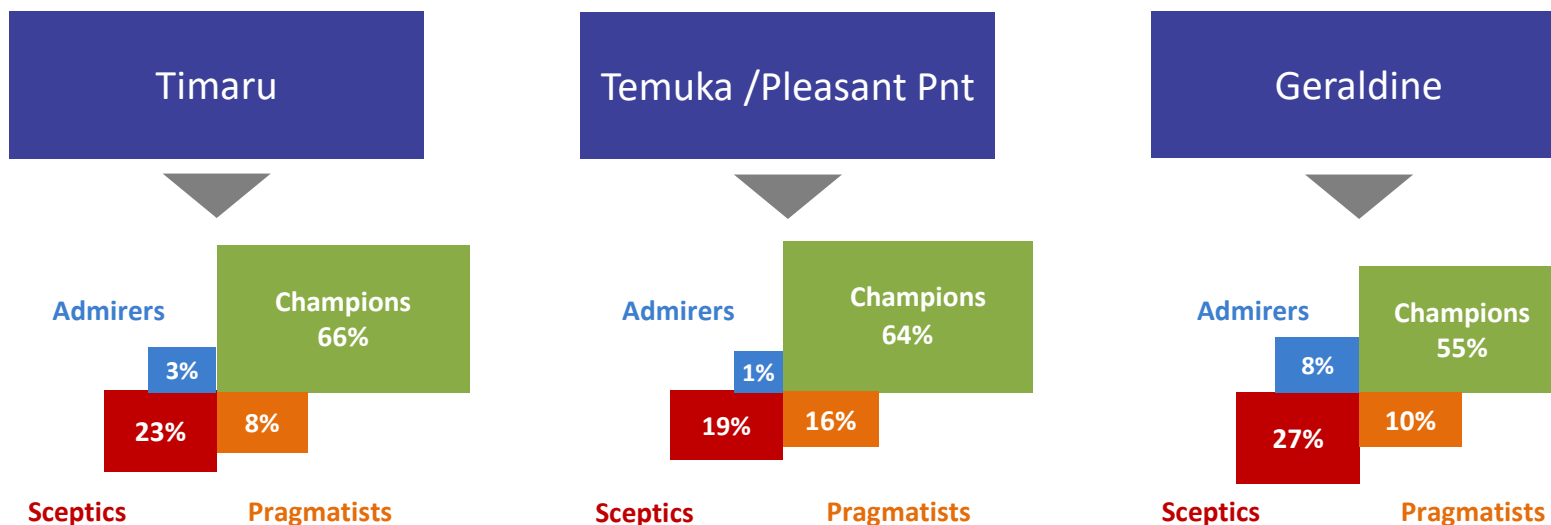 Timaru
Temuka /Pleasant Pnt
Geraldine
Admirers
Champions
66%
3%
23%
8%
Sceptics
Pragmatists
Admirers
Champions
64%
1%
19%
16%
Sceptics
Pragmatists
Admirers
Champions
55%
8%
27%
10%
Sceptics
Pragmatists